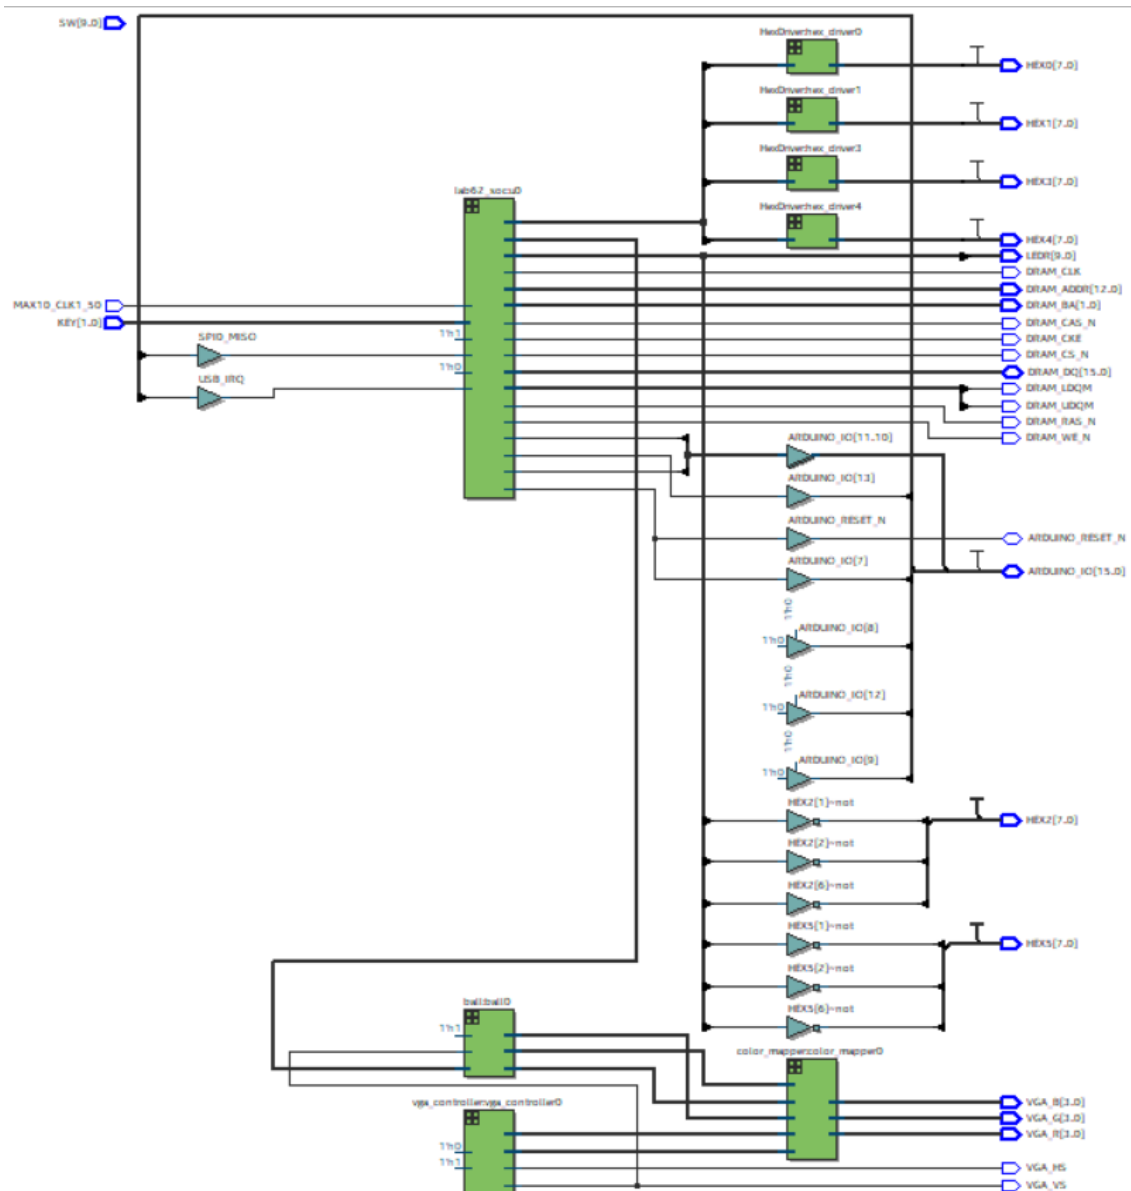 SW[9.0]
HexDriver:hex_driver0
HEX0[7.0]
HexDriver:hex_driver1
HEX1[7.0]
HexDriver:hex_driver3
HEX3[7.0]
HexDriver:hex_driver4
HEX4[7.0]
lab62_soc:u0
LEDR[9.0]
DRAM_CLK
DRAM_ADDR[12.0]
MAX10_CLK1_50
DRAM_BA[1.0]
KEY[1.0]
DRAM_CAS_N
1'h1
DRAM_CKE
SPI0_MISO
DRAM_CS_N
1'h0
DRAM_DQ[15.0]
USB_IRQ
DRAM_LDQM
DRAM_UDQM
DRAM_RAS_N
DRAM_WE_N
ARDUINO_IO[11.10]
ARDUINO_IO[13]
ARDUINO_RESET_N
ARDUINO_RESET_N
ARDUINO_IO[7]
ARDUINO_IO[15.0]
1'h0
ARDUINO_IO[8]
1'h0
1'h0
ARDUINO_IO[12]
1'h0
1'h0
ARDUINO_IO[9]
1'h0
HEX2[1]~not
HEX2[7.0]
HEX2[2]~not
HEX2[6]~not
HEX5[1]~not
HEX5[7.0]
HEX5[2]~not
HEX5[6]~not
ball:ball0
1'h1
color_mapper:color_mapper0
vga_controller:vga_controller0
VGA_B[3.0]
VGA_G[3.0]
VGA_R[3.0]
1'h0
1'h1
VGA_HS
VGA_VS